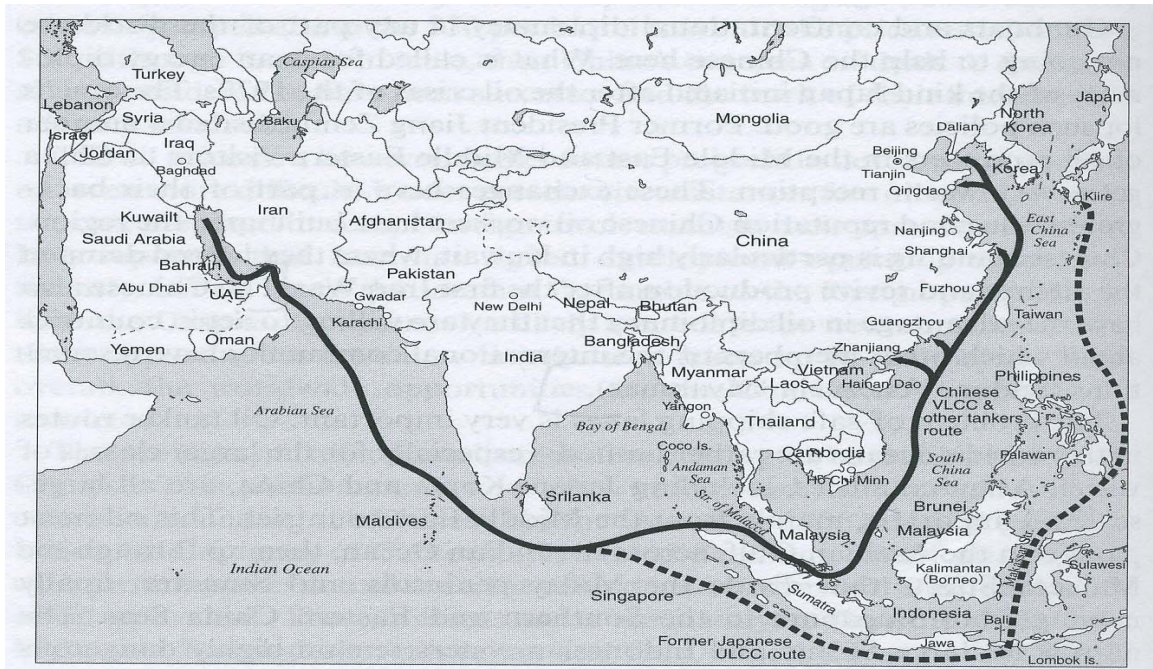 Caspian Sea
Turkey
Lebanon
Syria
Baku
Israel
Jordan
Iraq
Baghdad
Iran
Kuwailt
Afghanistan
Saudi Arabia
Bahrain
Pakistan
Abu Dhabi
UAE
Gwadar
Karachi
New Delhi
Nepal
Bhutan
Oman
Yemen
India
Bangladesh
Arabian Sea
Mongolia
China
Dalian
North
Korea
Japan
Beijing
Tianjin
Korea
Qingdao
Klire
Nanjing
East
China
Sea
Shanghai
Fuzhou
Taiwan
Guangzhou
Zhanjiang
Myanmar
Vietnam
Laos
Hainan Dao
Philippines
Chinese
VLCC &
other tankers
route
Yangon
Bay of Bengal
Thailand
Coco Is.
Andaman
Sea
Cambodia
Ho Chi Minh
South
China
Sea
Palawan
Srilanka
Brunei
Maldives
St of Malacca
Malaysia
Malaysia
Indian Ocean
Kalimantan
(Borneo)
Sulawesi
Singapore
Sumatra
Indonesia
Bali
Former Japanese
ULCC route
Jawa
Lombok Is.